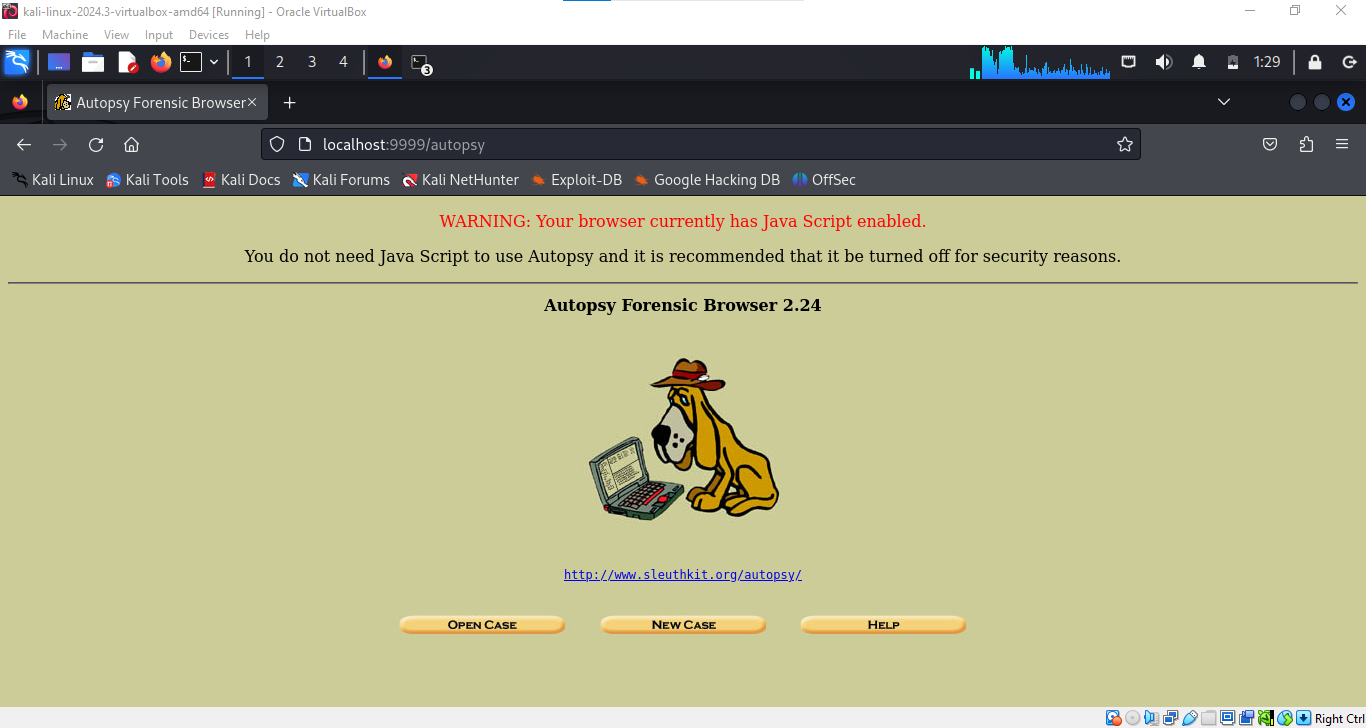 kali-linux-2024.3-virtualbox-amd64 [Running] - Oracle VirtualBox
File Machine View Input Devices Help
1 2 3 4 3 1:29
Autopsy Forensic Browser
localhost:9999/autopsy
Kali Linux Kali Tools Kali Docs Kali Forums Kali NetHunter Exploit-DB Google Hacking DB OffSec
WARNING: Your browser currently has Java Script enabled.
You do not need Java Script to use Autopsy and it is recommended that it be turned off for security reasons.
Autopsy Forensic Browser 2.24
http://www.sleuthkit.org/autopsy/
OPEN CASE NEW CASE HELP
Right Ctrl